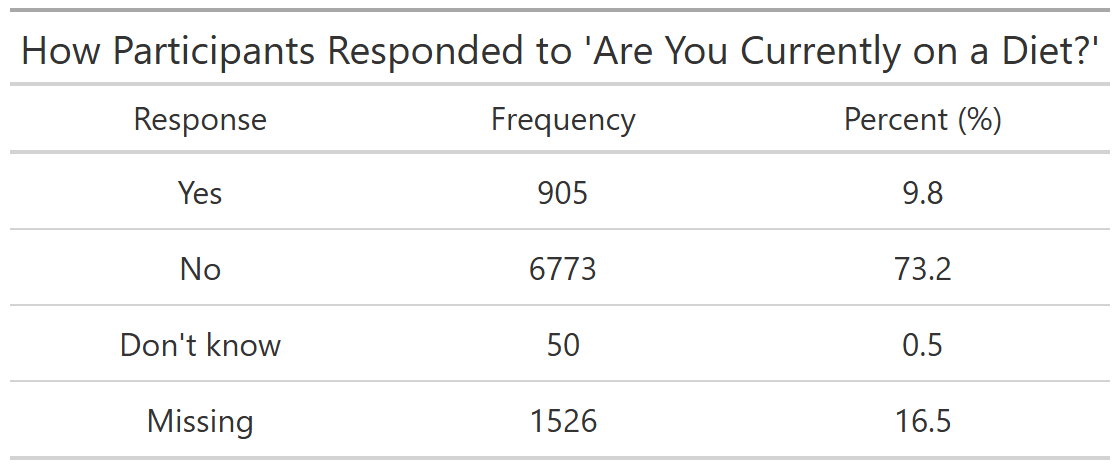 How Participants Responded to 'Are You Currently on a Diet?'
Response Frequency Percent (%)
Yes 905 9.8
No 6773 73.2
Don't know 50 0.5
Missing 1526 16.5